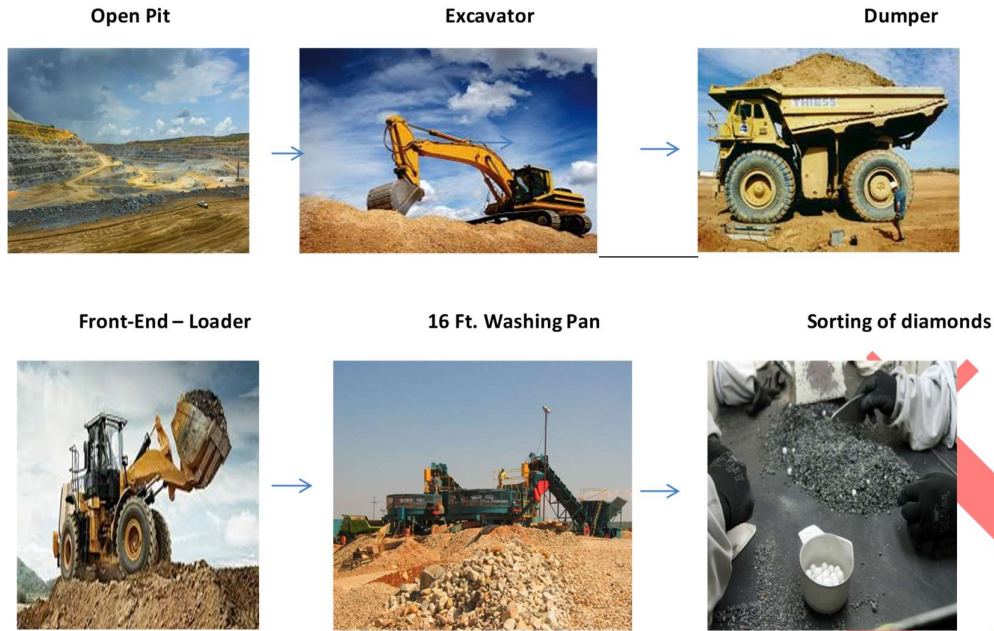 Open Pit
Excavator
Dumper
THIESS
Front-End – Loader
16 Ft. Washing Pan
Sorting of diamonds